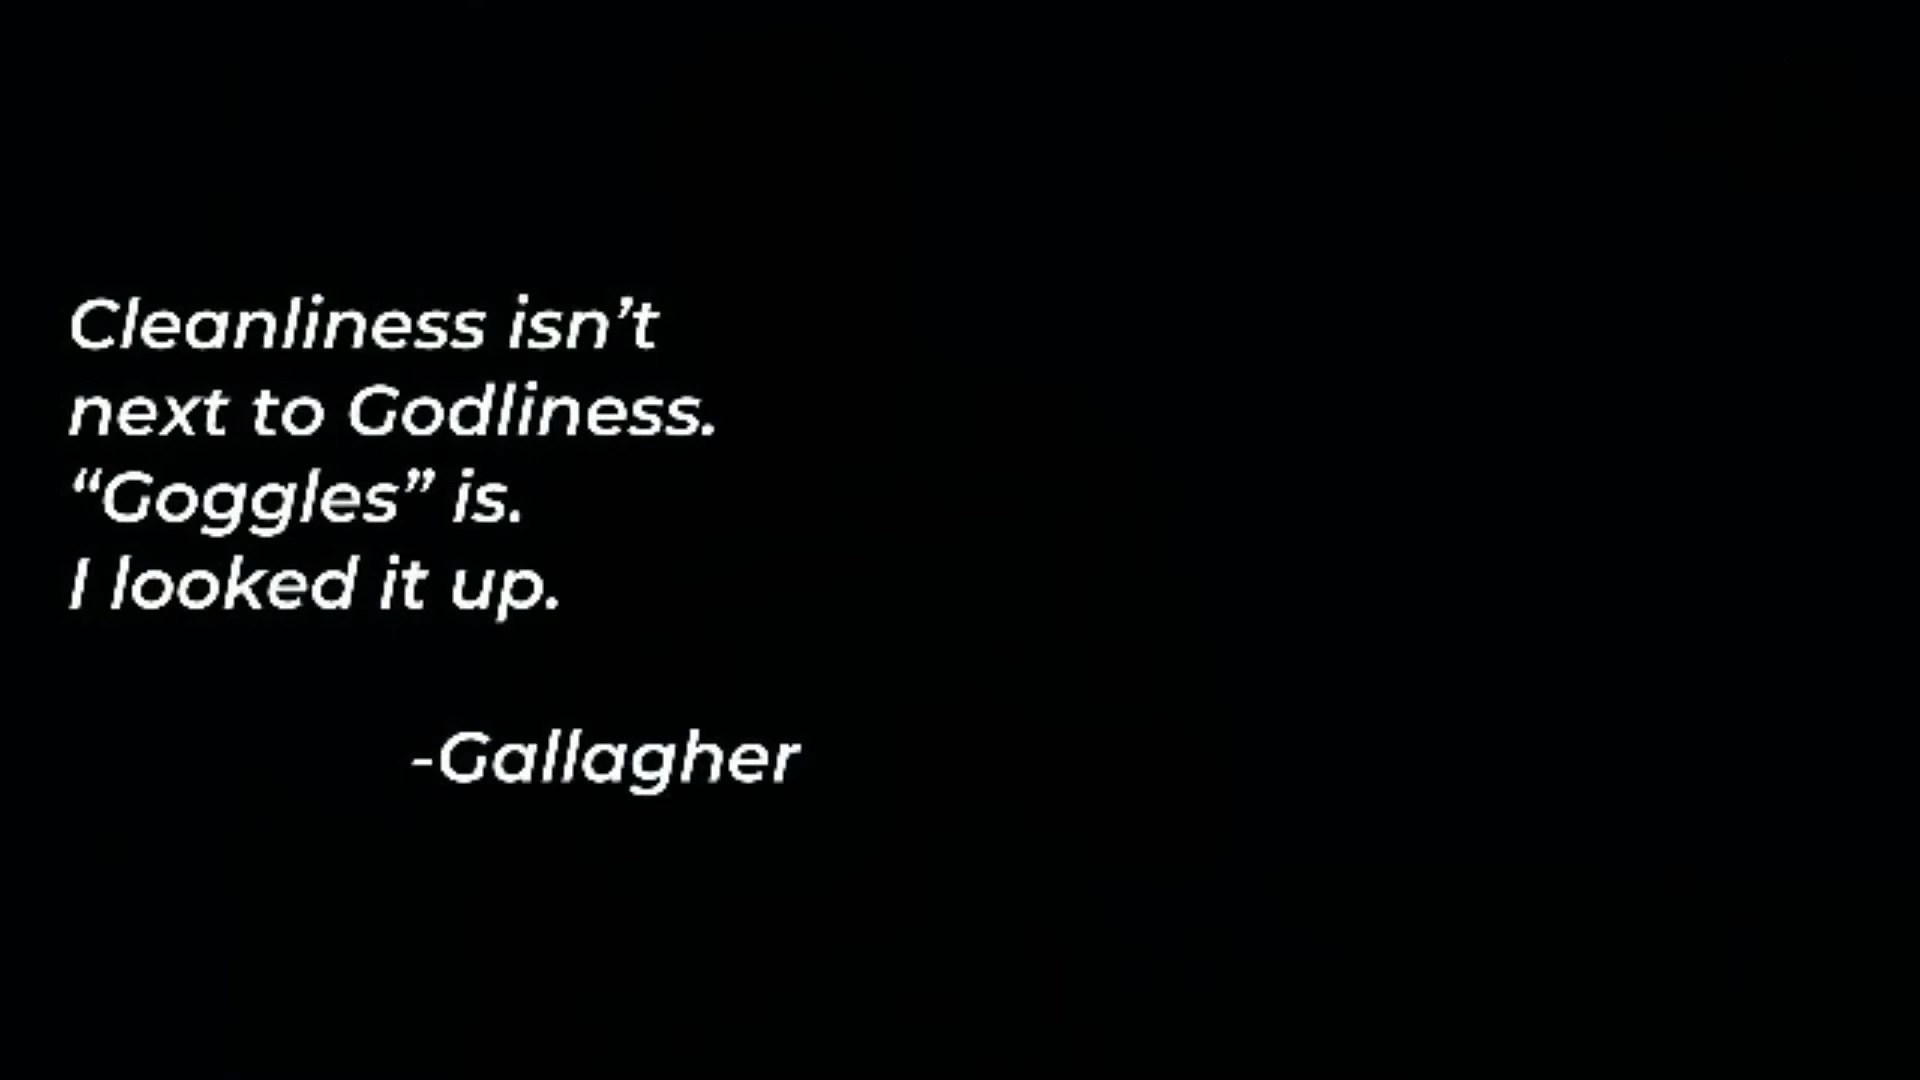 Cleanliness isn’t
next to Godliness.
“Goggles” is.
I looked it up.
-Gallagher